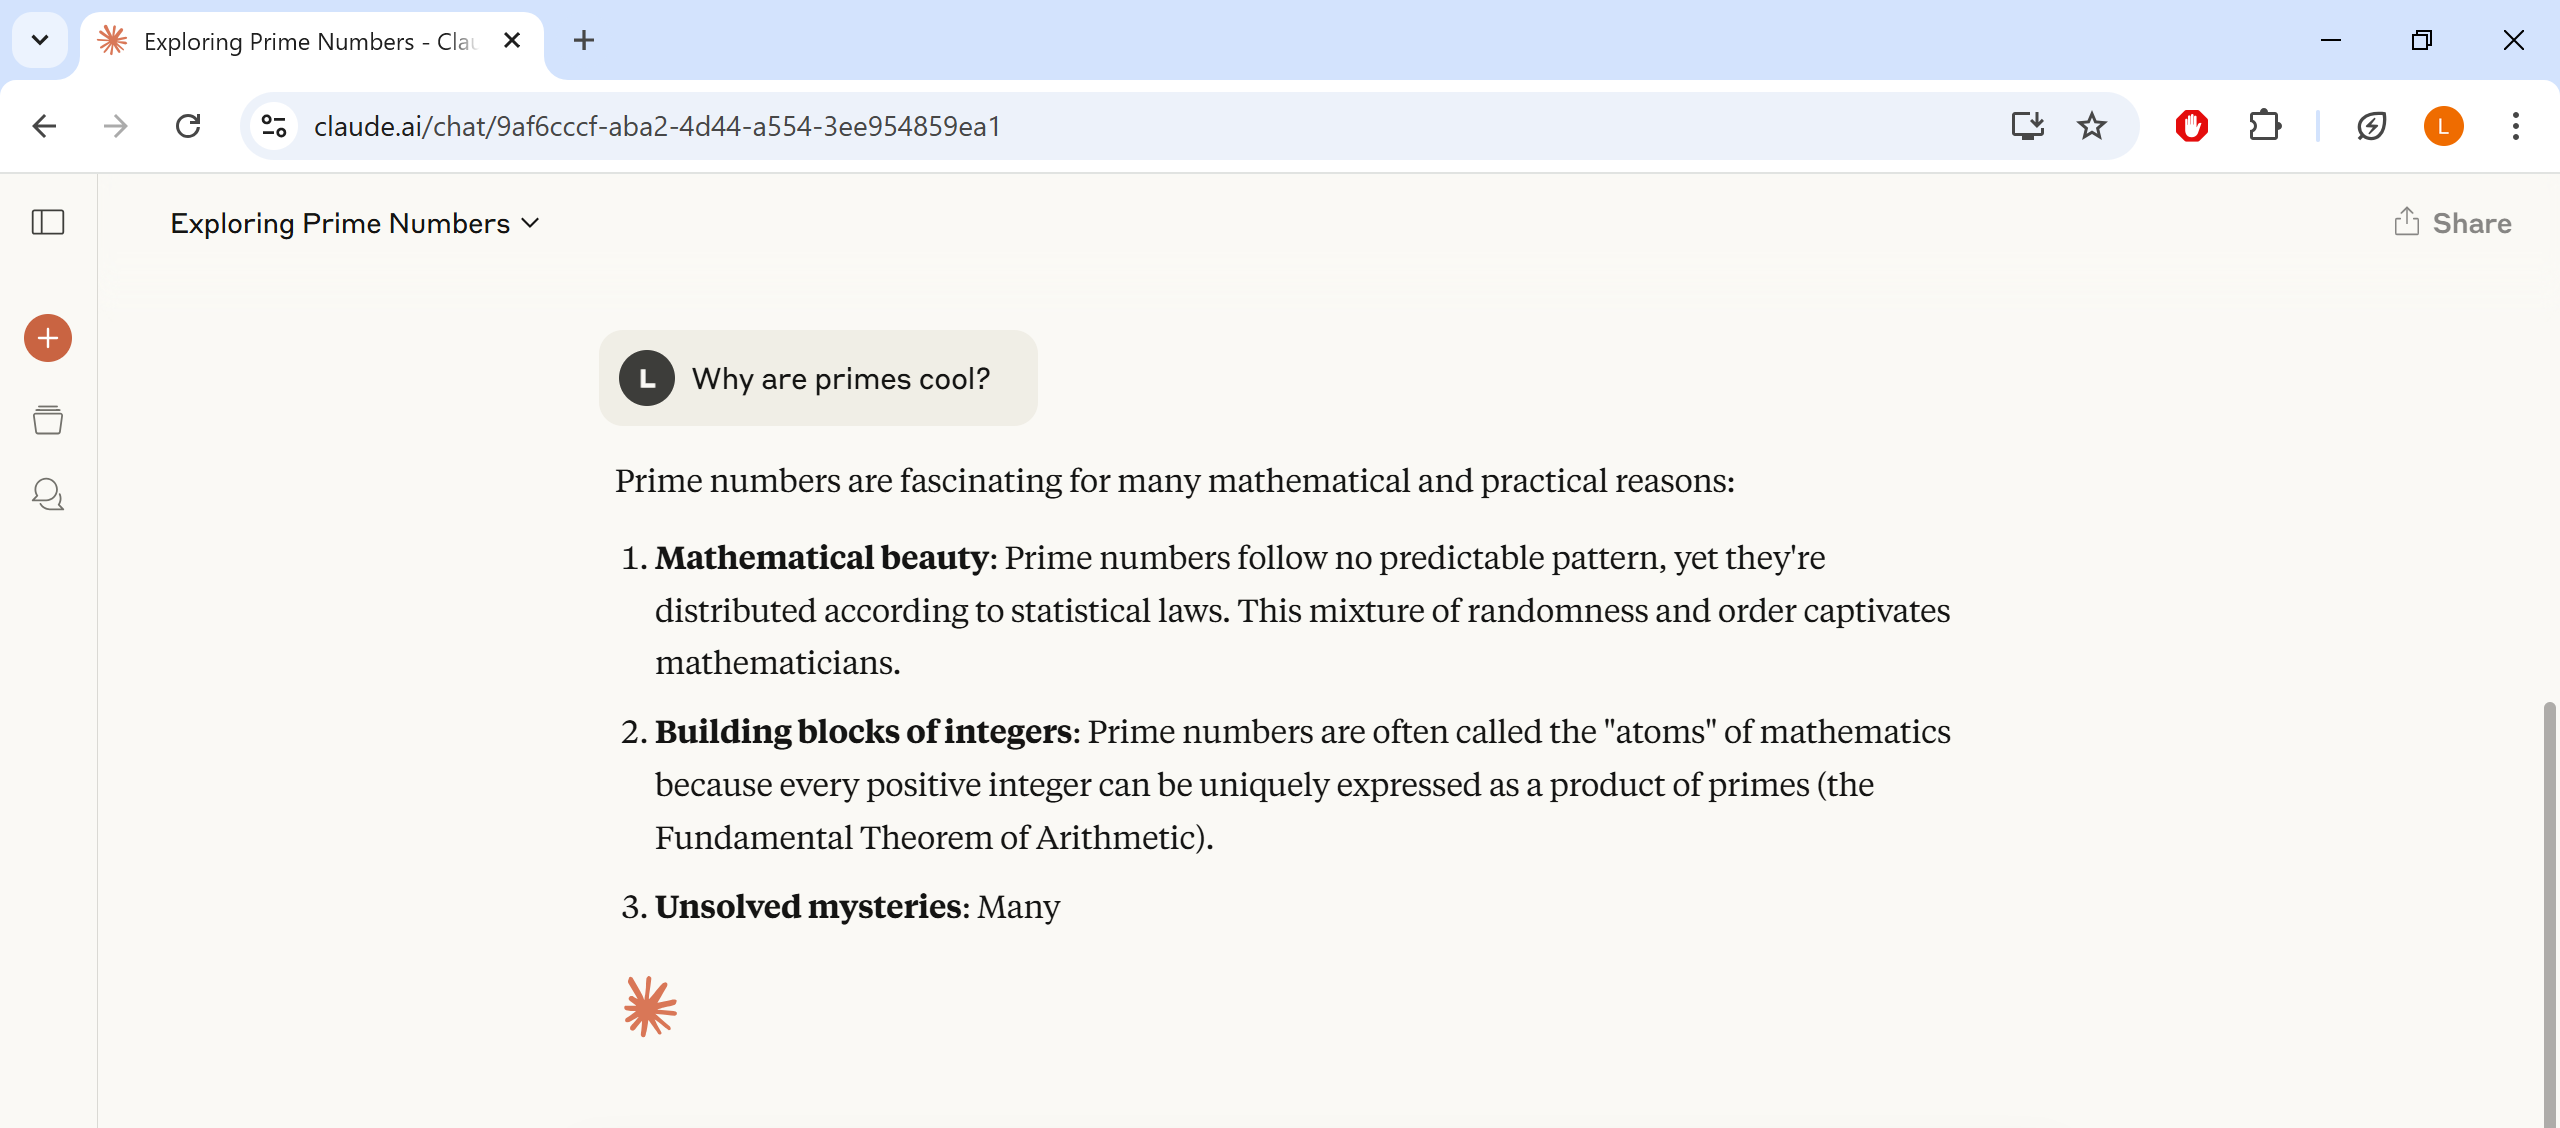 Exploring Prime Numbers - Clau
claude.ai/chat/9af6cccf-aba2-4d44-a554-3ee954859ea1
L
Exploring Prime Numbers
Share
L Why are primes cool?
Prime numbers are fascinating for many mathematical and practical reasons:
1. Mathematical beauty: Prime numbers follow no predictable pattern, yet they're
distributed according to statistical laws. This mixture of randomness and order captivates
mathematicians.
2. Building blocks of integers: Prime numbers are often called the "atoms" of mathematics
because every positive integer can be uniquely expressed as a product of primes (the
Fundamental Theorem of Arithmetic).
3. Unsolved mysteries: Many